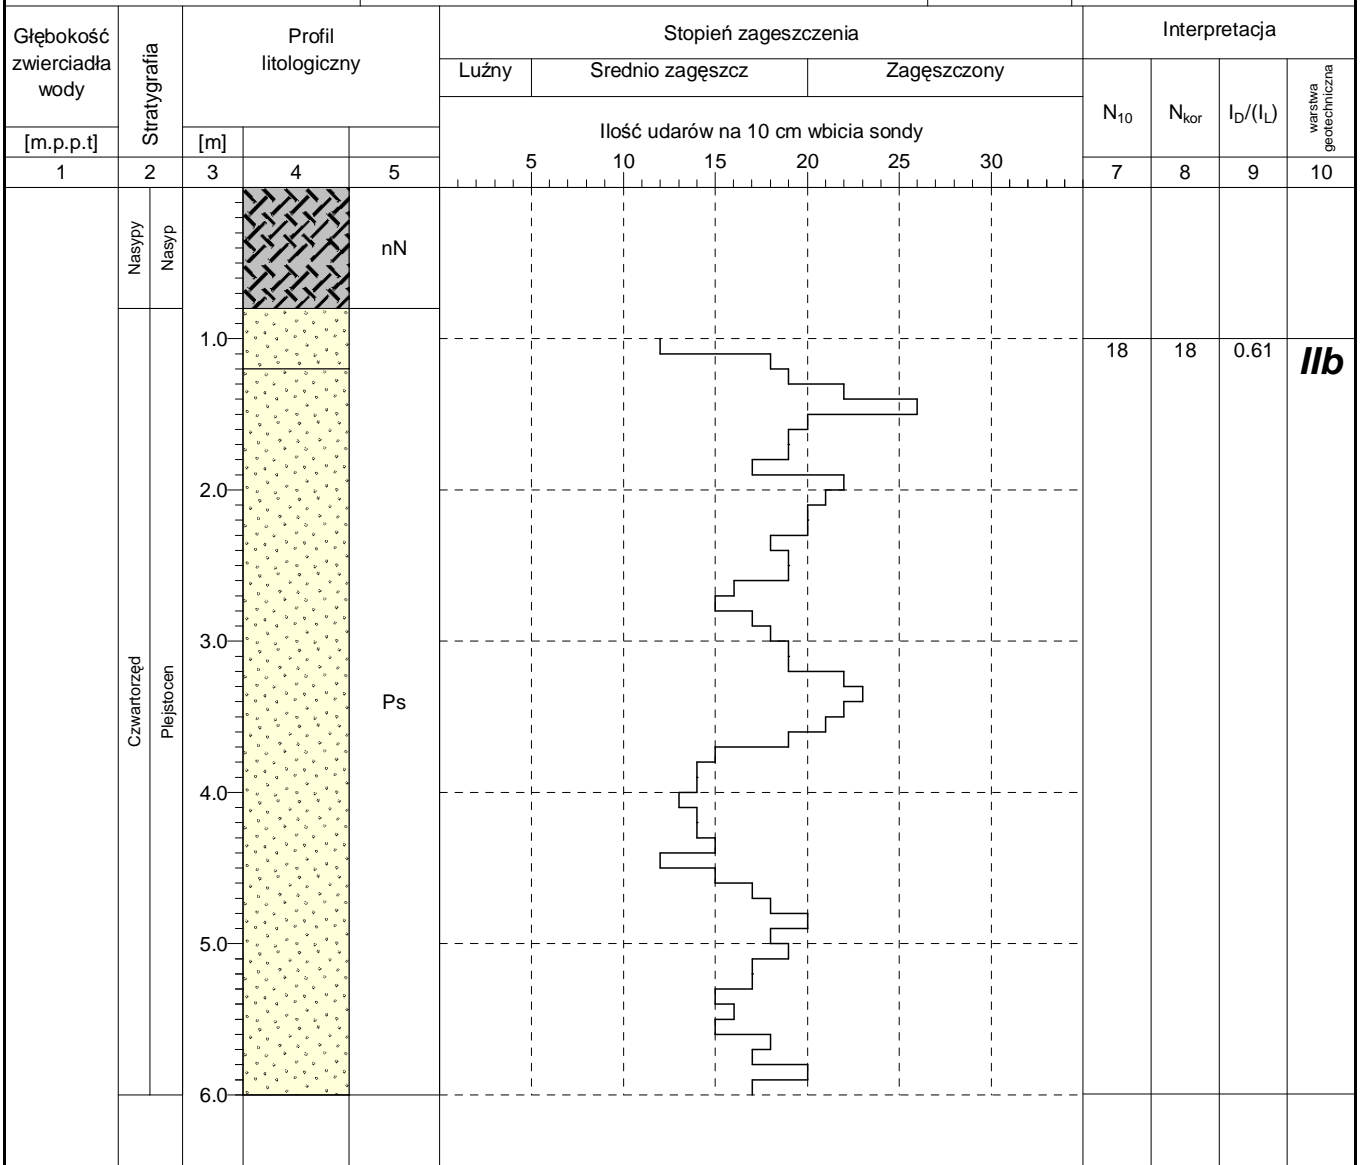 Głębokość
zwierciadła
wody
[m.p.p.t]
Stratygrafia
Profil
litologiczny
[m]
Stopień zageszczenia
Luźny Srednio zagęszcz Zagęszczony
Ilość udarów na 10 cm wbicia sondy
5 10 15 20 25 30
Interpretacja
N10 Nkor ID/(IL)
warstwa
geotechniczna
1 2 3 4 5 7 8 9 10
Nasypy
Nasyp
nN
1.0
18 18 0.61 IIb
2.0
3.0
Czwartorzęd
Plejstocen
Ps
4.0
5.0
6.0